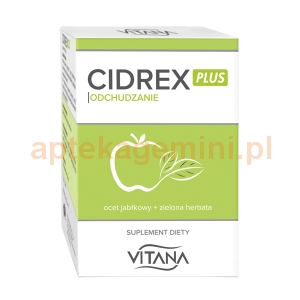 CIDREX PLUS
ODCHUDZANIE
aptekagemini.pl
ocet jabłkowy + zielona herbata
SUPLEMENT DIETY
VITANA